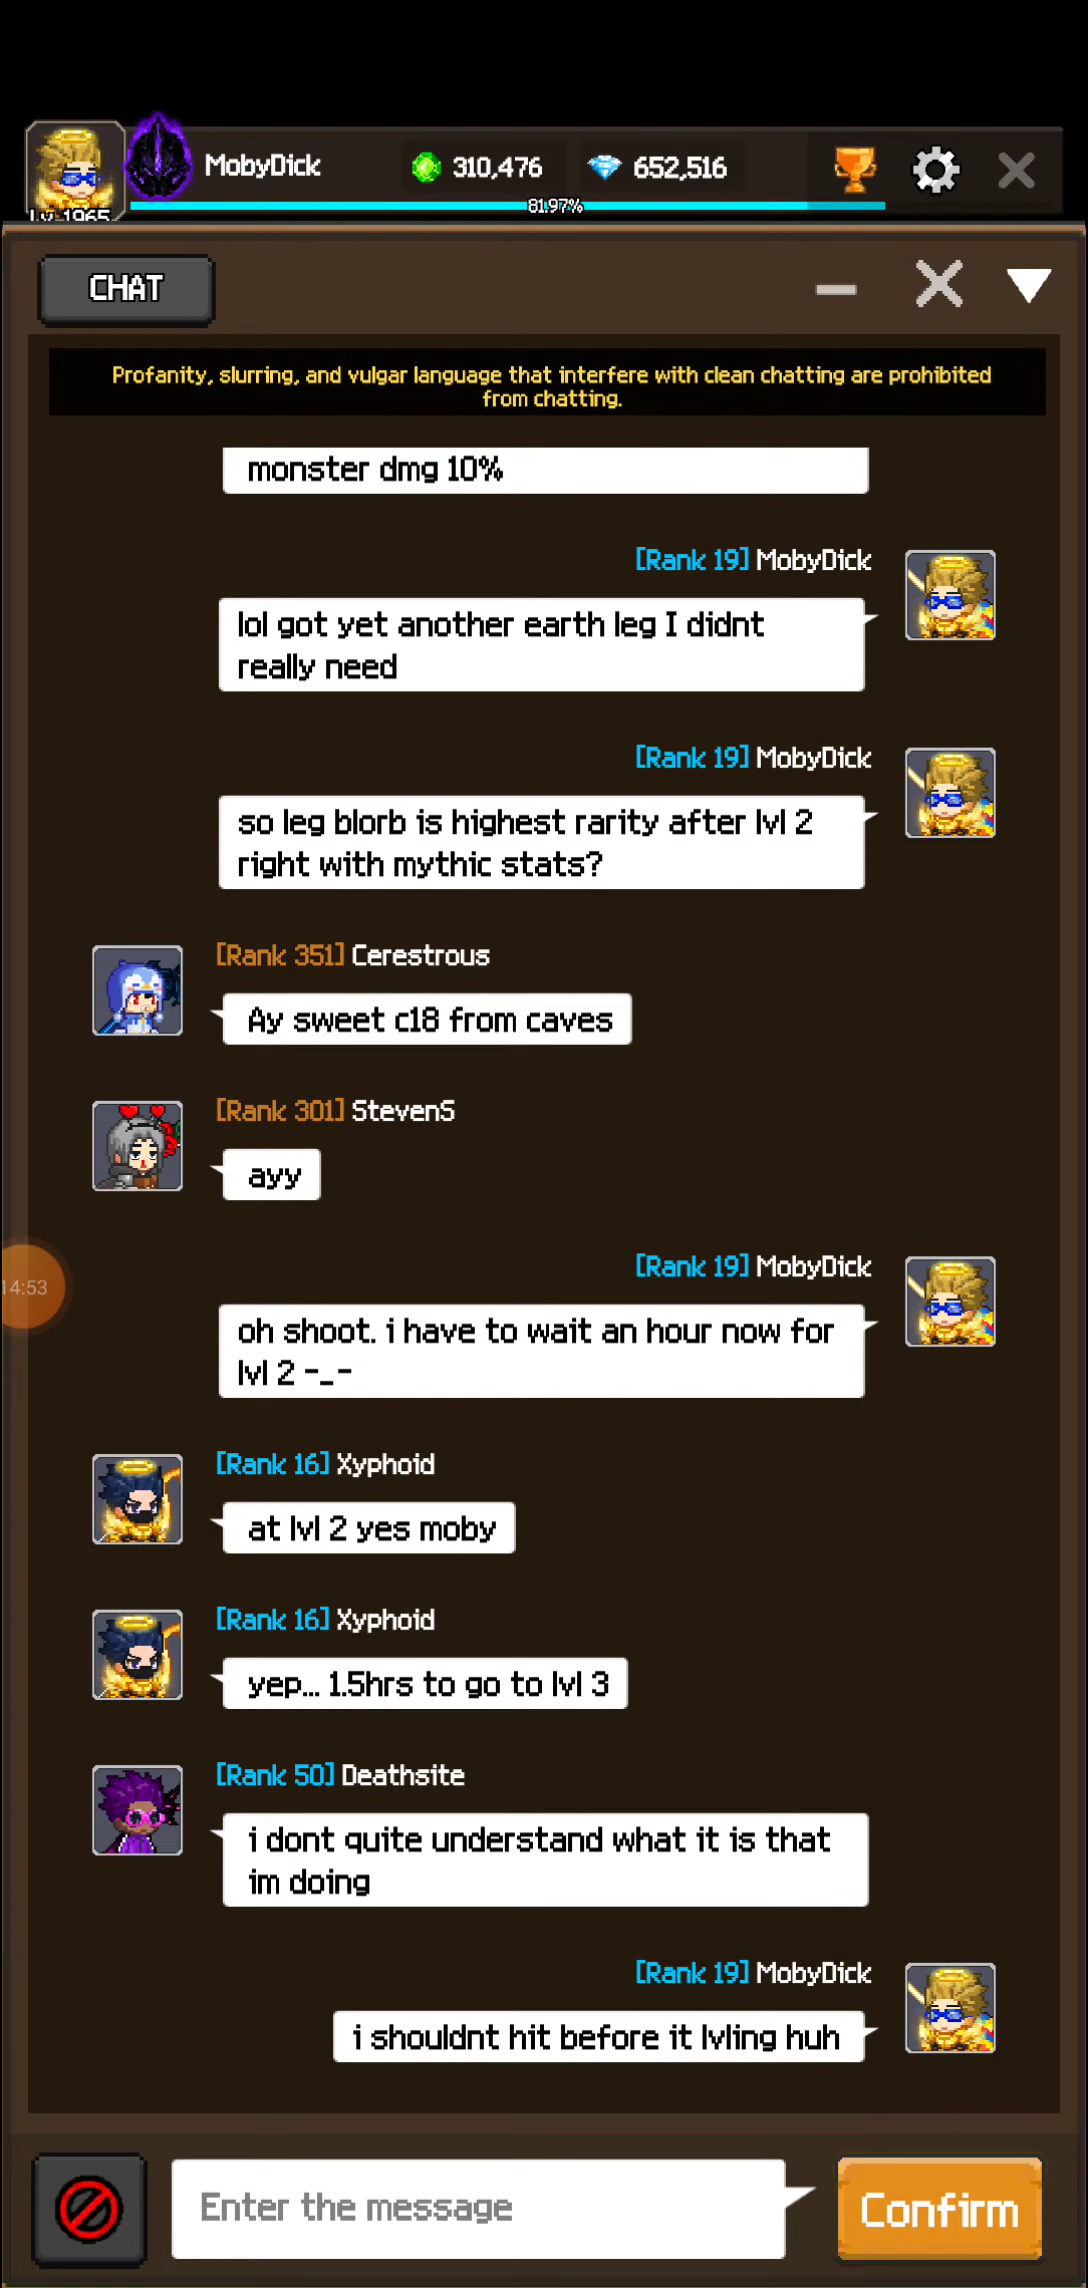 MobyDick
310,476
652,516
Lv.1965
81.97%
CHAT
Profanity, slurring, and vulgar language that interfere with clean chatting are prohibited
from chatting.
monster dmg 10%
[Rank 19] MobyDick
lol got yet another earth leg I didnt
really need
[Rank 19] MobyDick
so leg blorb is highest rarity after lvl 2
right with mythic stats?
[Rank 351] Cerestrous
Ay sweet c18 from caves
[Rank 301] StevenS
ayy
14:53
[Rank 19] MobyDick
oh shoot. i have to wait an hour now for
lvl 2 -_-
[Rank 16] Xyphoid
at lvl 2 yes moby
[Rank 16] Xyphoid
yep... 1.5hrs to go to lvl 3
[Rank 50] Deathsite
i dont quite understand what it is that
im doing
[Rank 19] MobyDick
i shouldnt hit before it lvling huh
Enter the message
Confirm